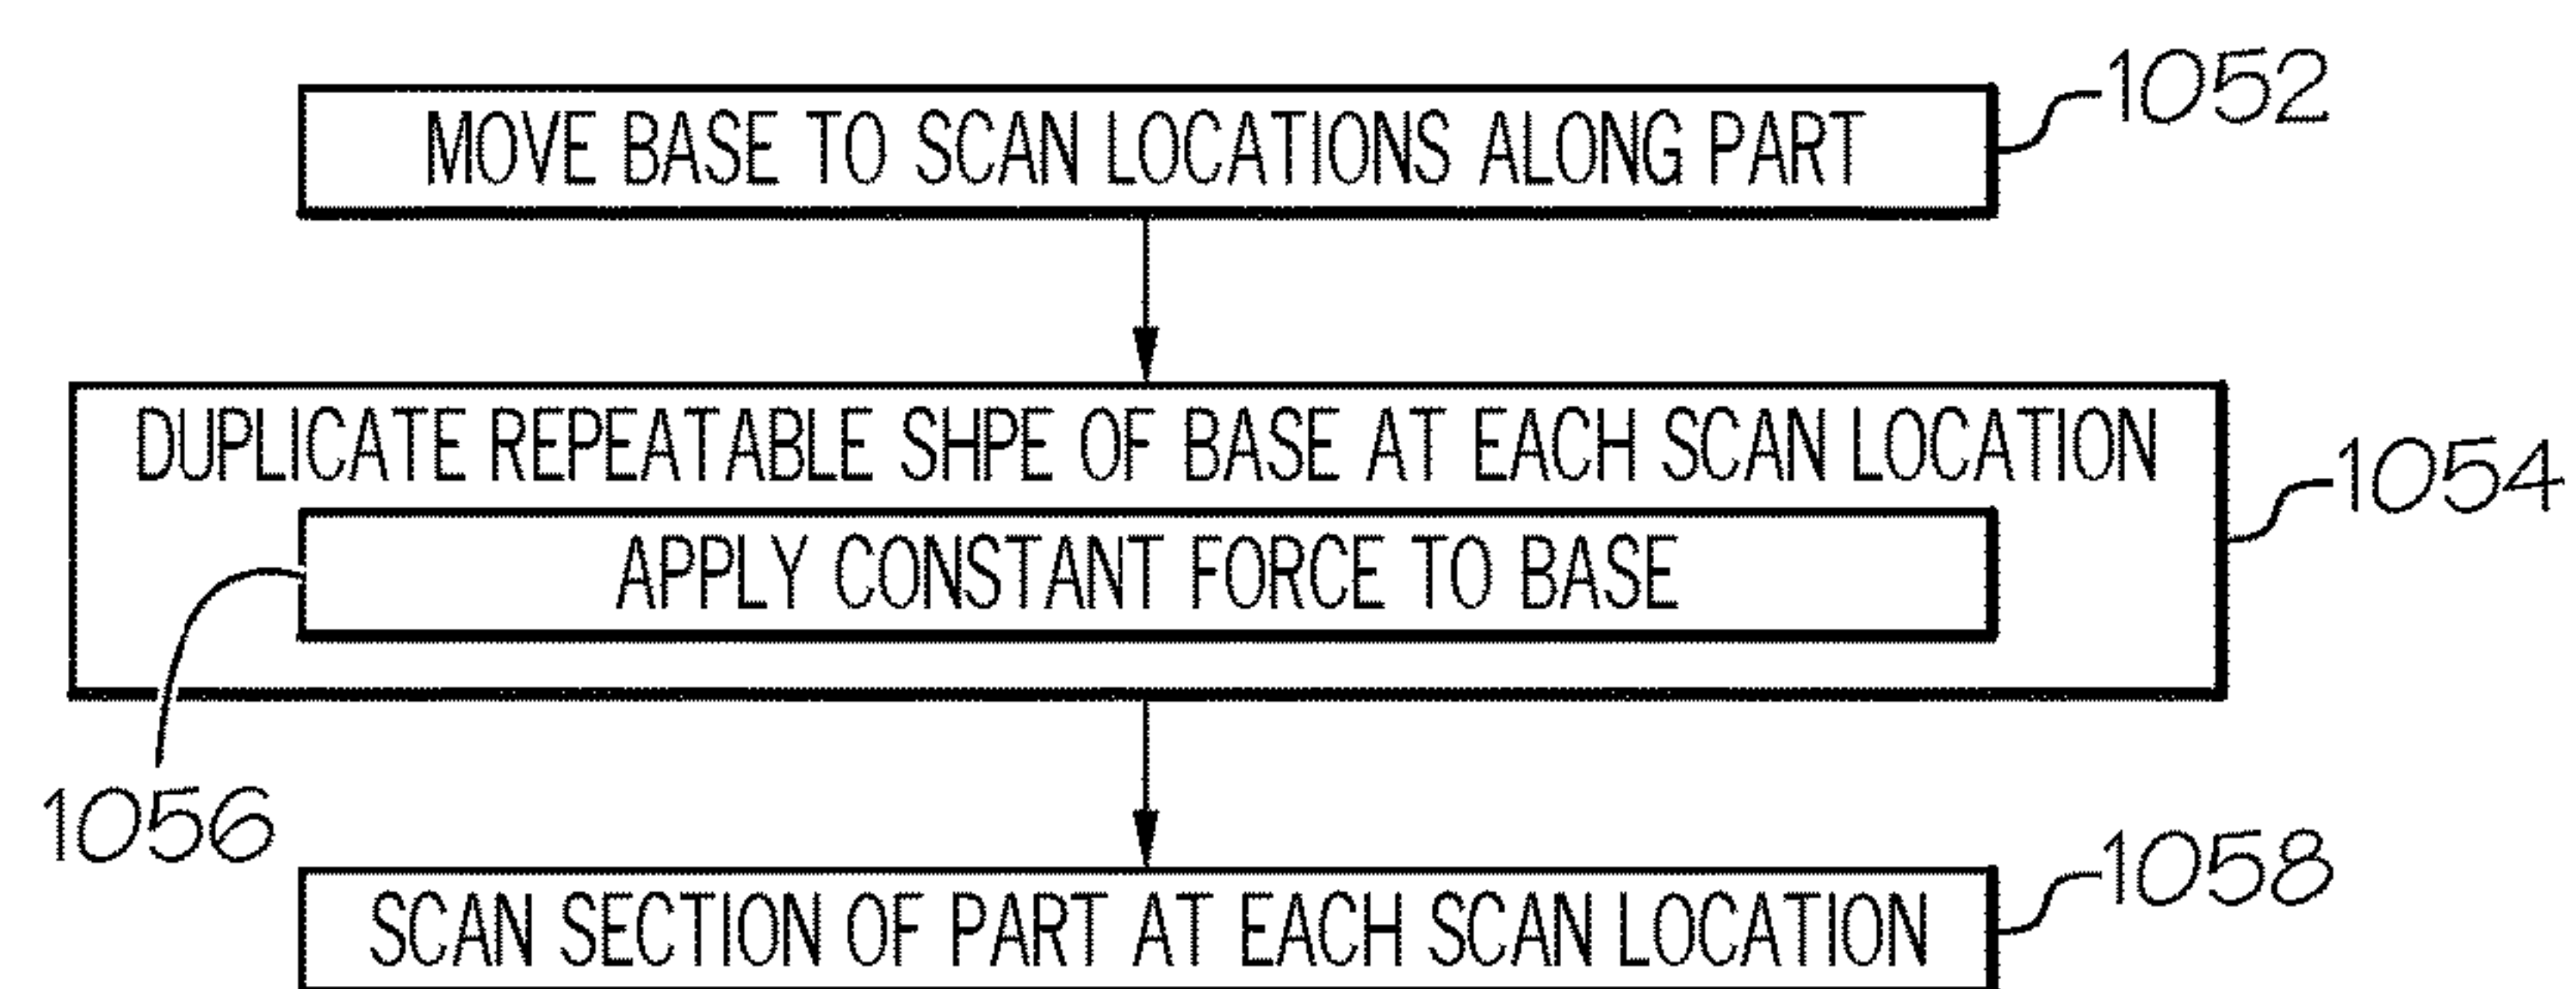 MOVE BASE TO SCAN LOCATIONS ALONG PART
1052
DUPLICATE REPEATABLE SHPE OF BASE AT EACH SCAN LOCATION
1054
APPLY CONSTANT FORCE TO BASE
1056
SCAN SECTION OF PART AT EACH SCAN LOCATION
1058